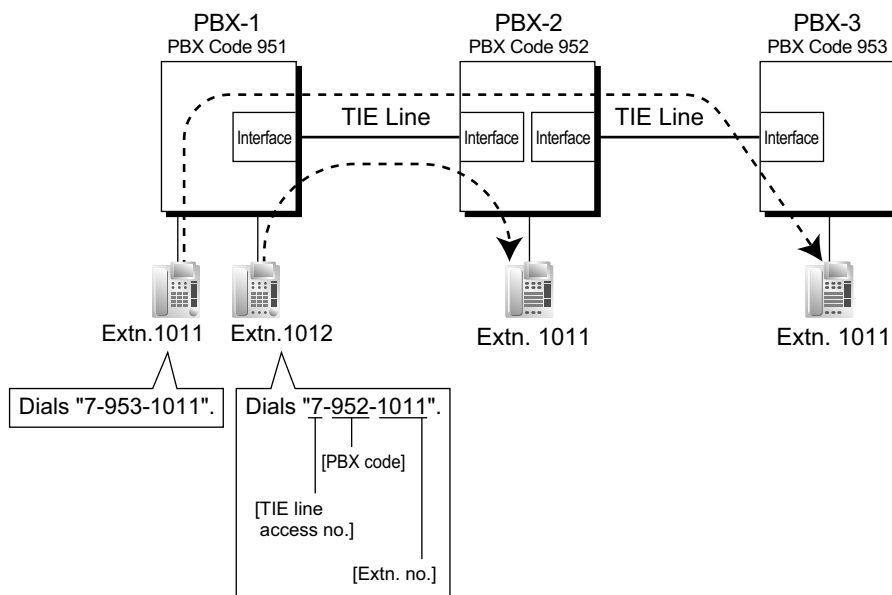 PBX-1
PBX Code 951
PBX-2
PBX Code 952
PBX-3
PBX Code 953
TIE Line
TIE Line
Interface
Interface
Interface
Interface
Extn.1011
Extn.1012
Extn. 1011
Extn. 1011
Dials "7-953-1011".
Dials "7-952-1011".
[PBX code]
[TIE line
access no.]
[Extn. no.]